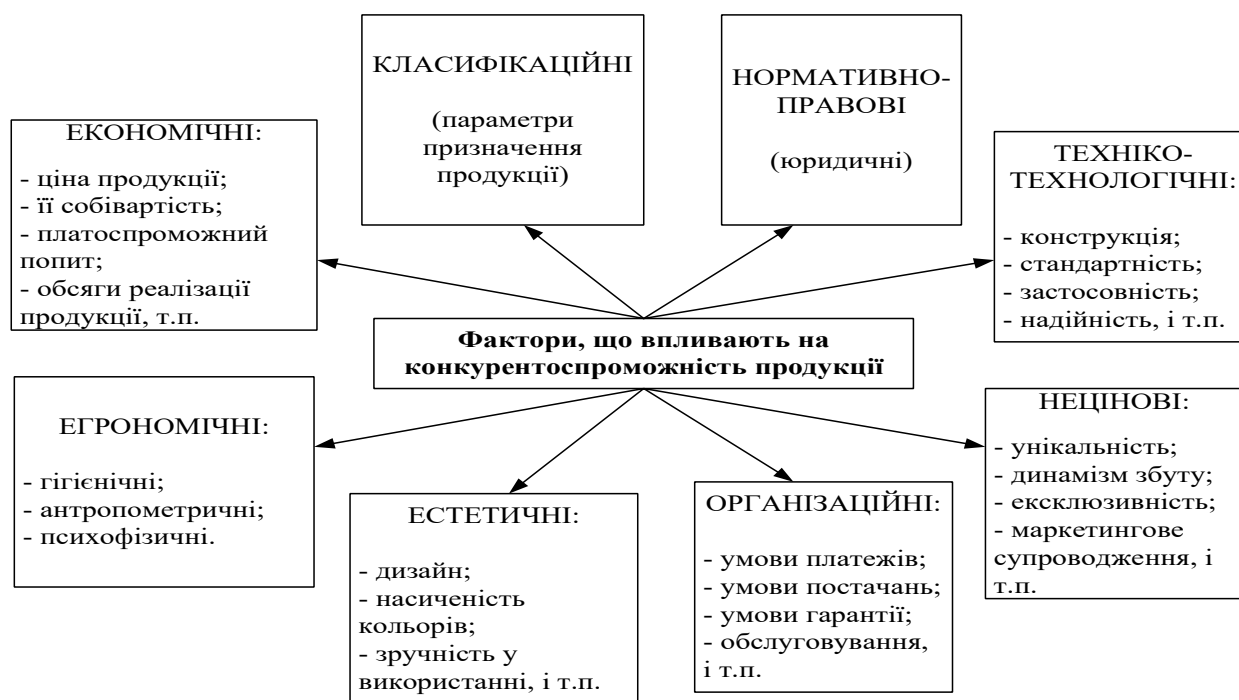 КЛАСИФІКАЦІЙНІ
(параметри
призначення
продукції)
НОРМАТИВНО-
ПРАВОВІ
(юридичні)
ЕКОНОМІЧНІ:
- ціна продукції;
- її собівартість;
- платоспроможний
попит;
- обсяги реалізації
продукції, т.п.
ТЕХНІКО-
ТЕХНОЛОГІЧНІ:
- конструкція;
- стандартність;
- застосовність;
- надійність, і т.п.
Фактори, що впливають на
конкурентоспроможність продукції
ЕГРОНОМІЧНІ:
- гігієнічні;
- антропометричні;
- психофізичні.
ЕСТЕТИЧНІ:
- дизайн;
- насиченість
кольорів;
- зручність у
використанні, і т.п.
ОРГАНІЗАЦІЙНІ:
- умови платежів;
- умови постачань;
- умови гарантії;
- обслуговування,
і т.п.
НЕЦІНОВІ:
- унікальність;
- динамізм збуту;
- ексклюзивність;
- маркетингове
супроводження, і
т.п.